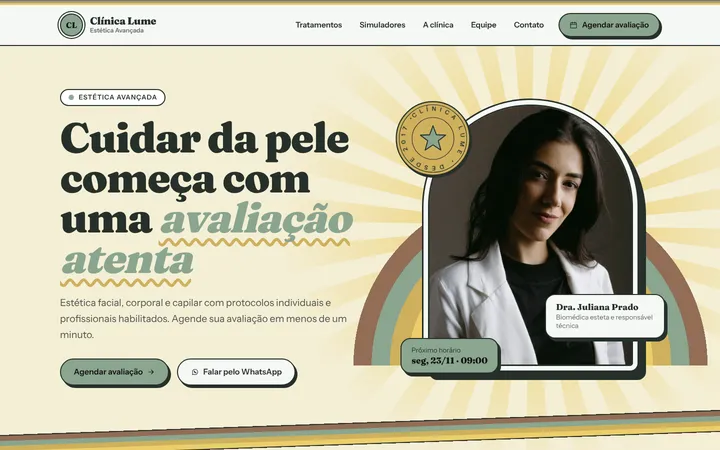 CL
Clínica Lume
Estética Avançada
Tratamentos
Simuladores
A clínica
Equipe
Contato
Agendar avaliação
ESTÉTICA AVANÇADA
Cuidar da pele
começa com
uma avaliação
atenta
Estética facial, corporal e capilar com protocolos individuais e
profissionais habilitados. Agende sua avaliação em menos de um
minuto.
Agendar avaliação →
Falar pelo WhatsApp
CLÍNICA LUME · DESDE 2017 ·
Dra. Juliana Prado
Biomédica esteta e responsável
técnica
Próximo horário
seg, 23/11 · 09:00